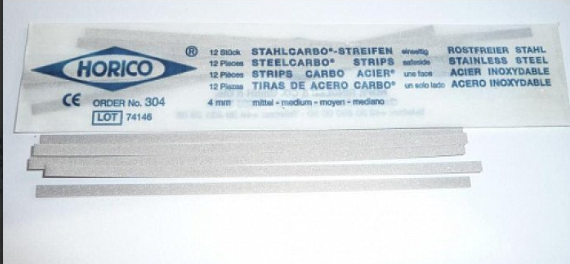 HORICO ®
12 Stück STAHLCARBO®-STREIFEN einseitig ROSTFREIER STAHL
12 Pieces STEELCARBO® STRIPS safeside STAINLESS STEEL
12 Pièces STRIPS CARBO ACIER® une face ACIER INOXYDABLE
12 Piezas TIRAS DE ACERO CARBO® un solo lado ACERO INOXYDABLE
CE ORDER No. 304 4 mm mittel - medium - moyen - mediano
LOT 74146